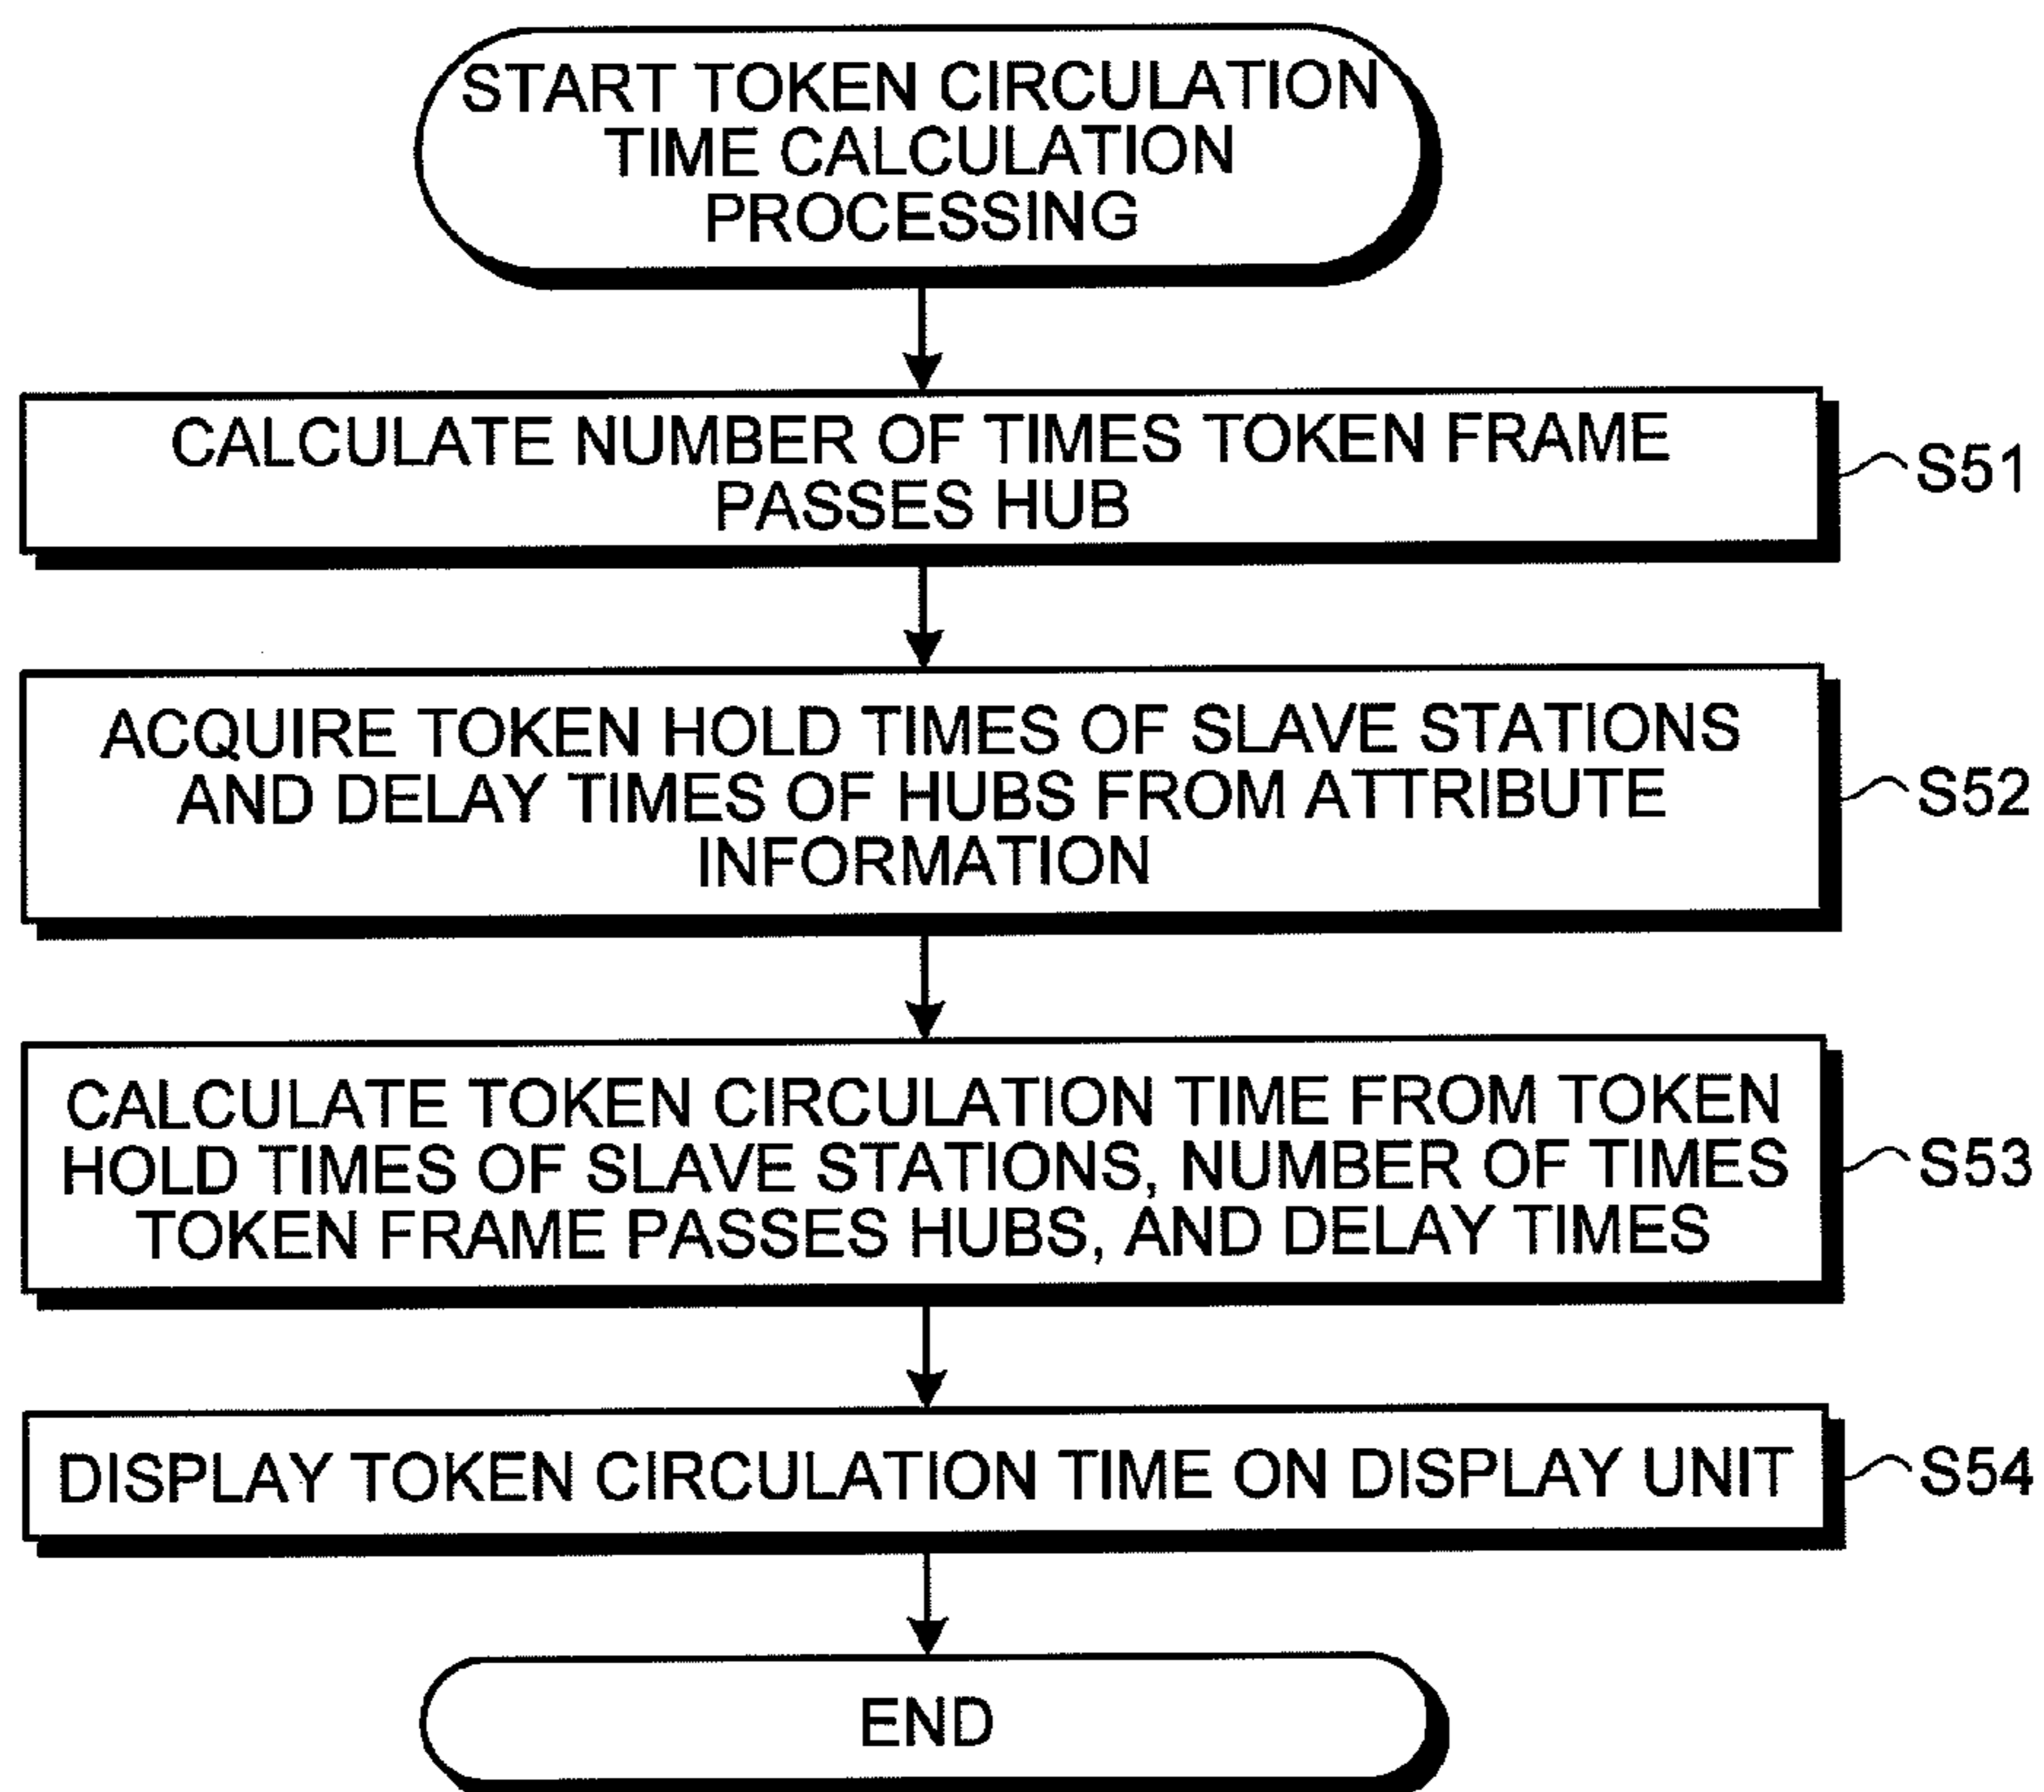 START TOKEN CIRCULATION
TIME CALCULATION
PROCESSING
CALCULATE NUMBER OF TIMES TOKEN FRAME
PASSES HUB
S51
ACQUIRE TOKEN HOLD TIMES OF SLAVE STATIONS
AND DELAY TIMES OF HUBS FROM ATTRIBUTE
INFORMATION
S52
CALCULATE TOKEN CIRCULATION TIME FROM TOKEN
HOLD TIMES OF SLAVE STATIONS, NUMBER OF TIMES
TOKEN FRAME PASSES HUBS, AND DELAY TIMES
S53
DISPLAY TOKEN CIRCULATION TIME ON DISPLAY UNIT
S54
END